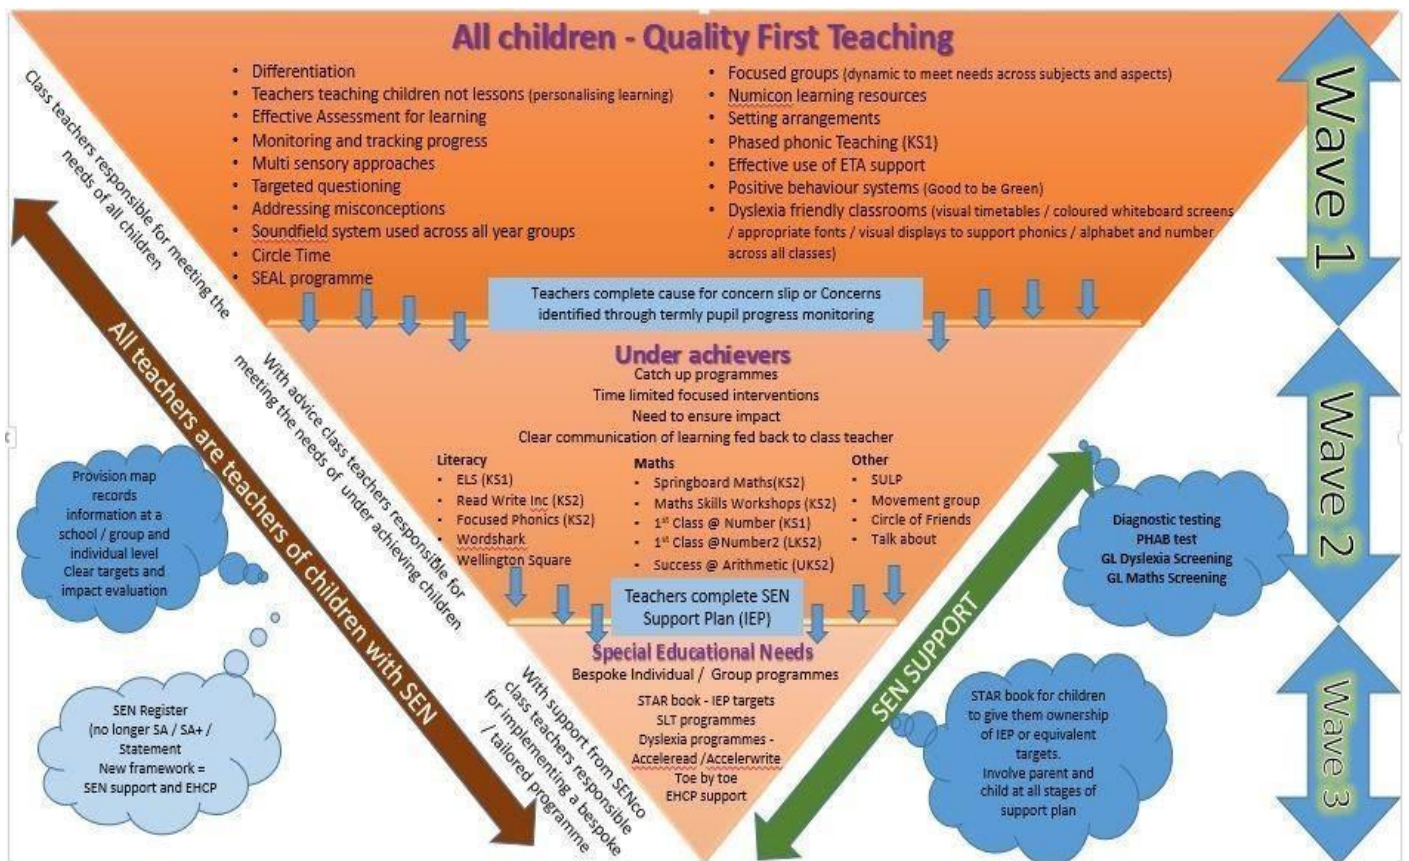 All children - Quality First Teaching
• Differentiation
• Teachers teaching children not lessons (personalising learning)
• Effective Assessment for learning
• Monitoring and tracking progress
• Multi sensory approaches
• Targeted questioning
• Addressing misconceptions
• Soundfield system used across all year groups
• Circle Time
• SEAL programme
• Focused groups (dynamic to meet needs across subjects and aspects)
• Numicon learning resources
• Setting arrangements
• Phased phonic Teaching (KS1)
• Effective use of ETA support
• Positive behaviour systems (Good to be Green)
• Dyslexia friendly classrooms (visual timetables / coloured whiteboard screens
/ appropriate fonts / visual displays to support phonics / alphabet and number
across all classes)
Wave 1
Class teachers responsible for meeting the
needs of all children
Teachers complete cause for concern slip or Concerns
identified through termly pupil progress monitoring
Under achievers
Catch up programmes
Time limited focused interventions
Need to ensure impact
Clear communication of learning fed back to class teacher
Literacy
• ELS (KS1)
• Read Write Inc (KS2)
• Focused Phonics (KS2)
• Wordshark
Wellington Square
Maths
• Springboard Maths(KS2)
• Maths Skills Workshops (KS2)
• 1st Class @ Number (KS1)
• 1st Class @Number2 (LKS2)
• Success @ Arithmetic (UKS2)
Other
• SULP
• Movement group
• Circle of Friends
• Talk about
Wave 2
With advice class teachers responsible for
meeting the needs of under achieving children
All teachers are teachers of children with SEN
Provision map
records
information at a
school / group and
individual level
Clear targets and
impact evaluation
Diagnostic testing
PHAB test
GL Dyslexia Screening
GL Maths Screening
Teachers complete SEN
Support Plan (IEP)
Special Educational Needs
Bespoke Individual / Group programmes
STAR book - IEP targets
SLT programmes
Dyslexia programmes -
Acceleread /Accelerwrite
Toe by toe
EHCP support
SEN SUPPORT
With support from SENco
class teachers responsible
for implementing a bespoke
/ tailored programme
SEN Register
(no longer SA / SA+ /
Statement
New framework =
SEN support and EHCP
STAR book for children
to give them ownership
of IEP or equivalent
targets.
Involve parent and
child at all stages of
support plan
Wave 3